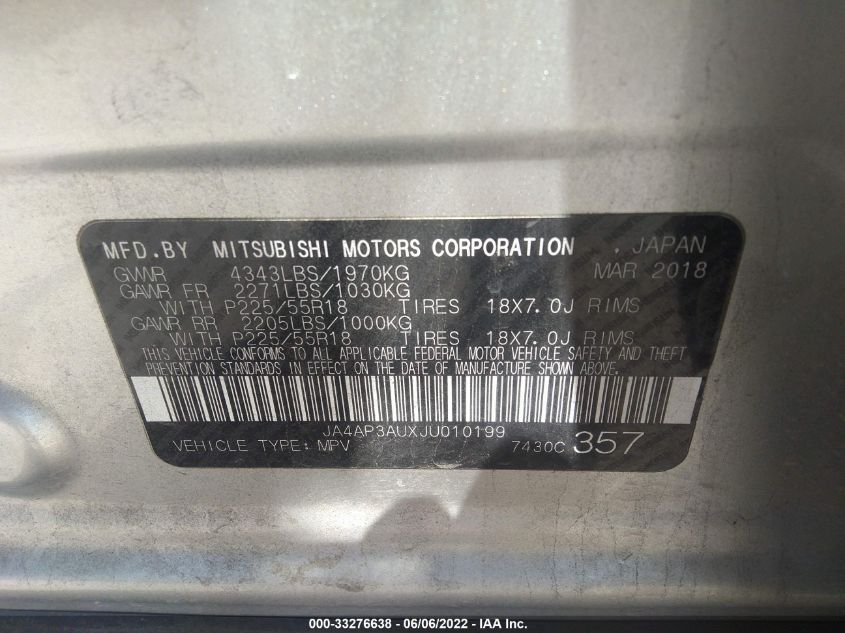 MFD.BY MITSUBISHI MOTORS CORPORATION , JAPAN
GVWR 4343LBS/1970KG MAR 2018
GAWR FR 2271LBS/1030KG
WITH P225/55R18 TIRES 18X7.0J RIMS
GAWR RR 2205LBS/1000KG
WITH P225/55R18 TIRES 18X7.0J RIMS
THIS VEHICLE CONFORMS TO ALL APPLICABLE FEDERAL MOTOR VEHICLE SAFETY AND THEFT
PREVENTION STANDARDS IN EFFECT ON THE DATE OF MANUFACTURE SHOWN ABOVE.
JA4AP3AUXJU010199
VEHICLE TYPE: MPV 7430C 357
000-33276638 - 06/06/2022 - IAA Inc.